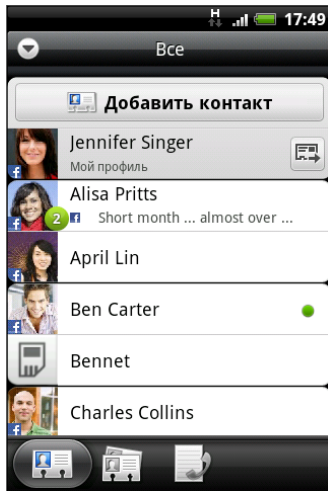 H
17:49
Все
Добавить контакт
Jennifer Singer
Мой профиль
Alisa Pritts
2
Short month ... almost over ...
April Lin
Ben Carter
Bennet
Charles Collins